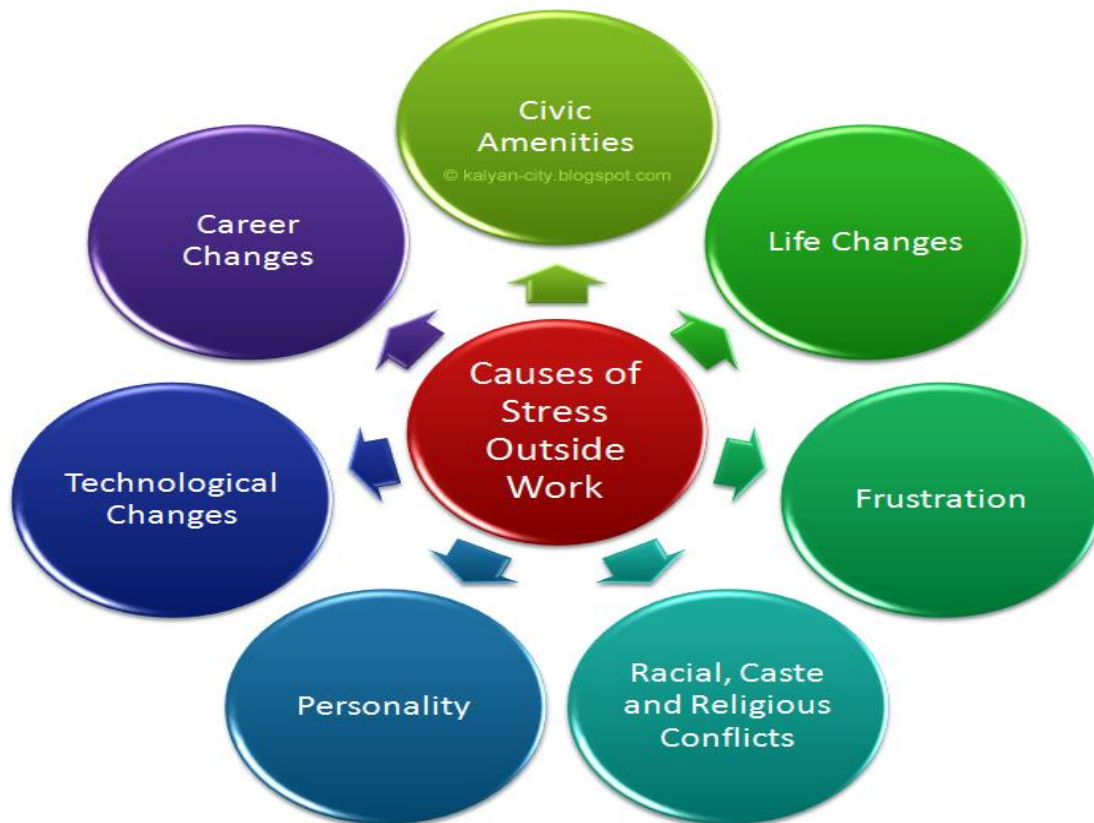 Civic
Amenities
© kalyan-city.blogspot.com
Life Changes
Frustration
Racial, Caste
and Religious
Conflicts
Personality
Technological
Changes
Career
Changes
Causes of
Stress
Outside
Work